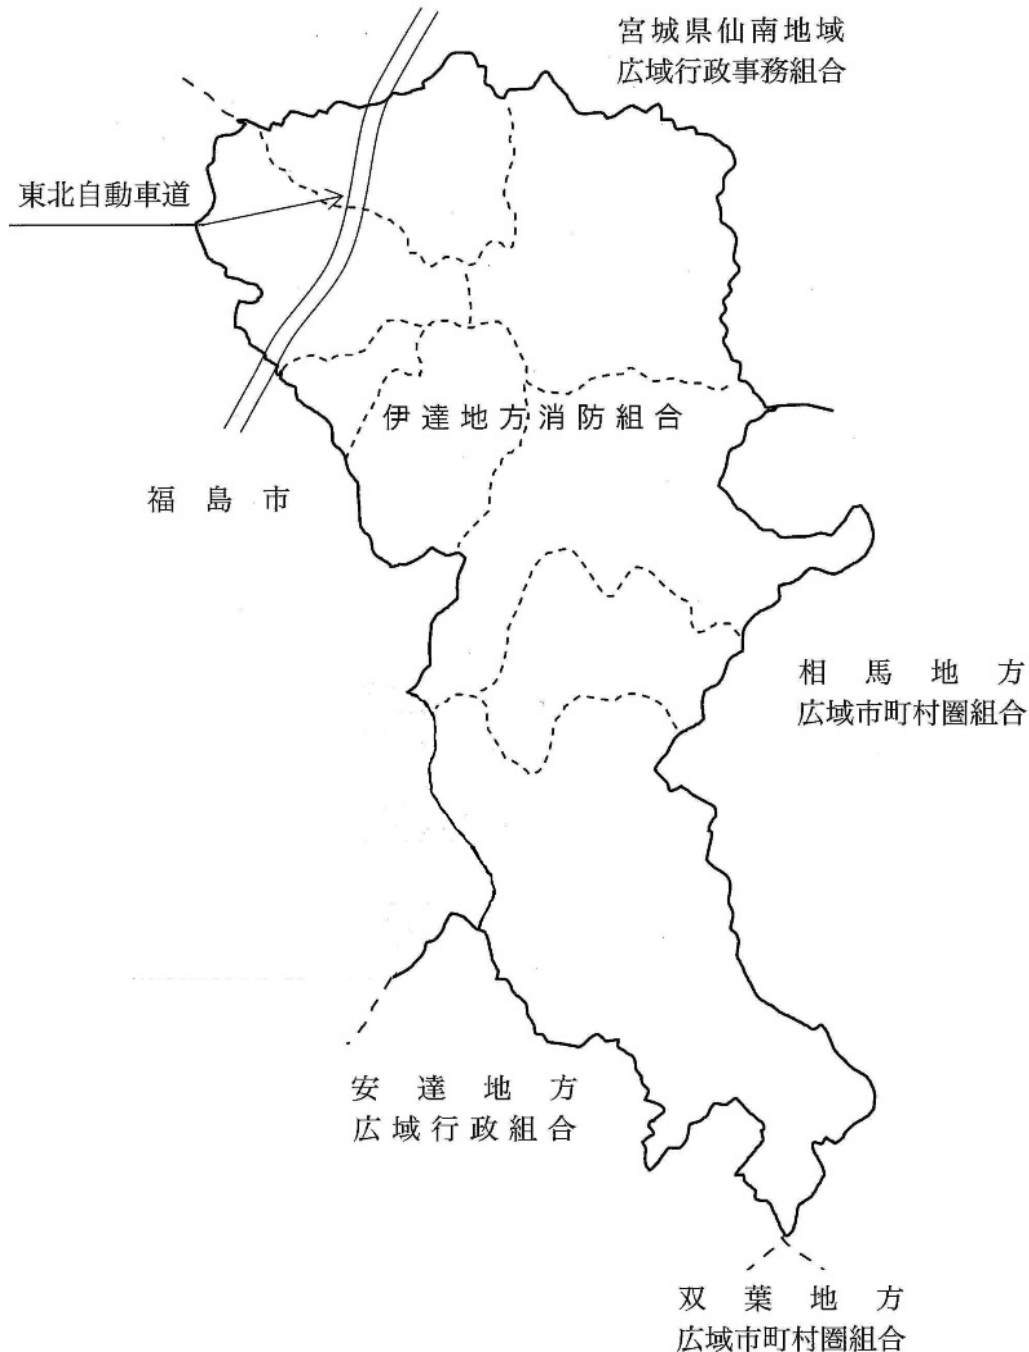 宮城県仙南地域
広域行政事務組合
東北自動車道
伊達地方消防組合
福島市
相馬地方
広域市町村圏組合
安達地方
広域行政組合
双葉地方
広域市町村圏組合